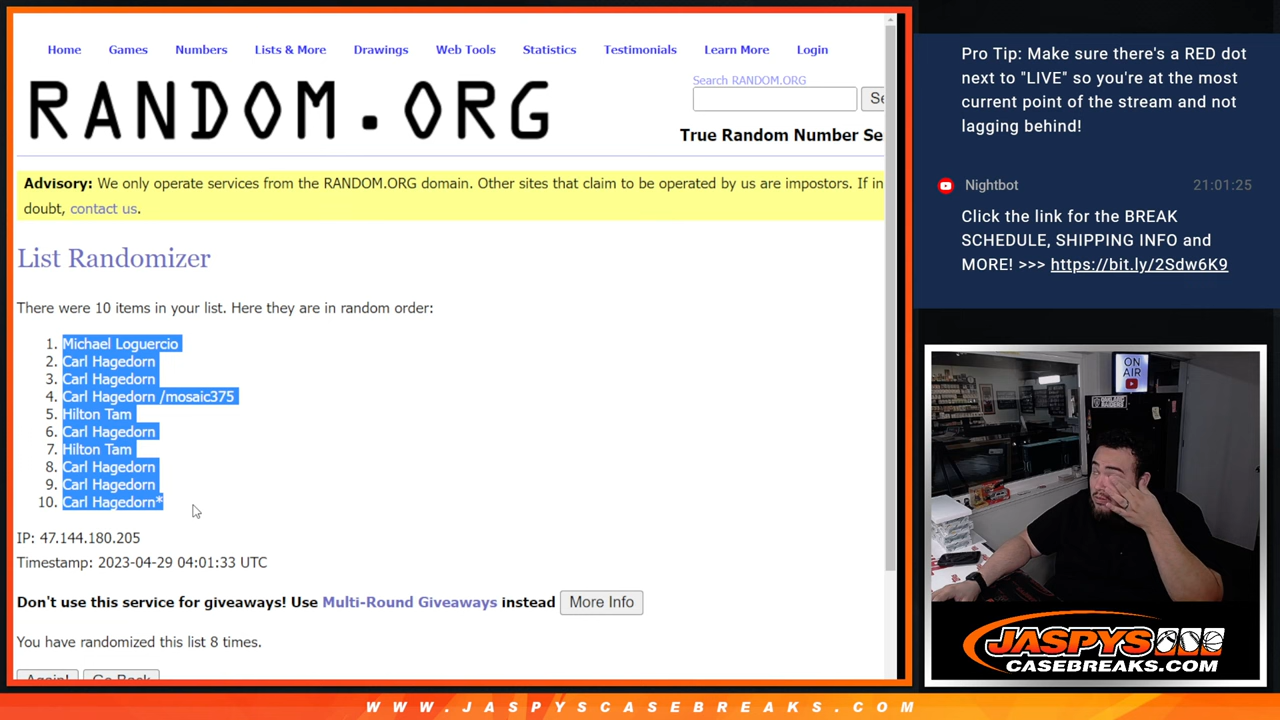 Home Games Numbers Lists & More Drawings Web Tools Statistics Testimonials Learn More Login
RANDOM.ORG
Search RANDOM.ORG
True Random Number Se
Advisory: We only operate services from the RANDOM.ORG domain. Other sites that claim to be operated by us are impostors. If in
doubt, contact us.
List Randomizer
There were 10 items in your list. Here they are in random order:
1. Michael Loguercio
2. Carl Hagedorn
3. Carl Hagedorn
4. Carl Hagedorn /mosaic375
5. Hilton Tam
6. Carl Hagedorn
7. Hilton Tam
8. Carl Hagedorn
9. Carl Hagedorn
10. Carl Hagedorn*
IP: 47.144.180.205
Timestamp: 2023-04-29 04:01:33 UTC
Don't use this service for giveaways! Use Multi-Round Giveaways instead More Info
You have randomized this list 8 times.
Again! Go Back
Pro Tip: Make sure there's a RED dot
next to "LIVE" so you're at the most
current point of the stream and not
lagging behind!
Nightbot 21:01:25
Click the link for the BREAK
SCHEDULE, SHIPPING INFO and
MORE! >>> https://bit.ly/2Sdw6K9
ON
AIR
JASPYS
CASEBREAKS.COM
WWW.JASPYSCASEBREAKS.COM